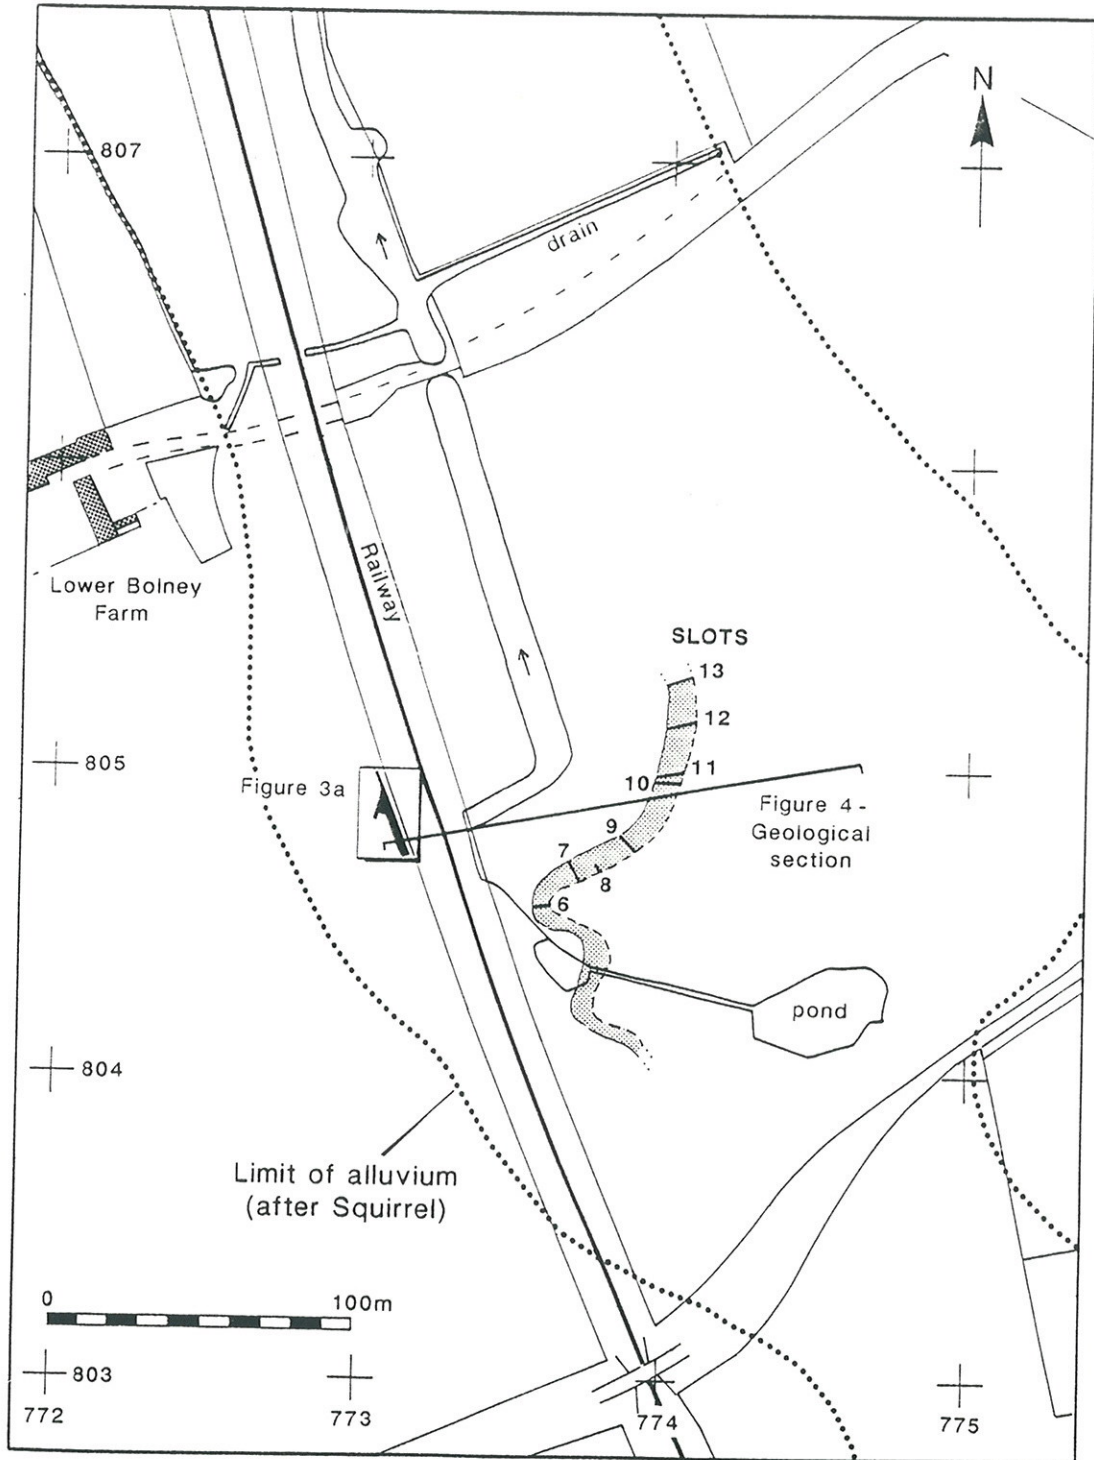 N
807
drain
Railway
Lower Bolney
Farm
SLOTS
13
12
805
11
Figure 3a
10
Figure 4 -
Geological
section
9
7
8
6
pond
804
Limit of alluvium
(after Squirrel)
0
100m
803
772
773
774
775